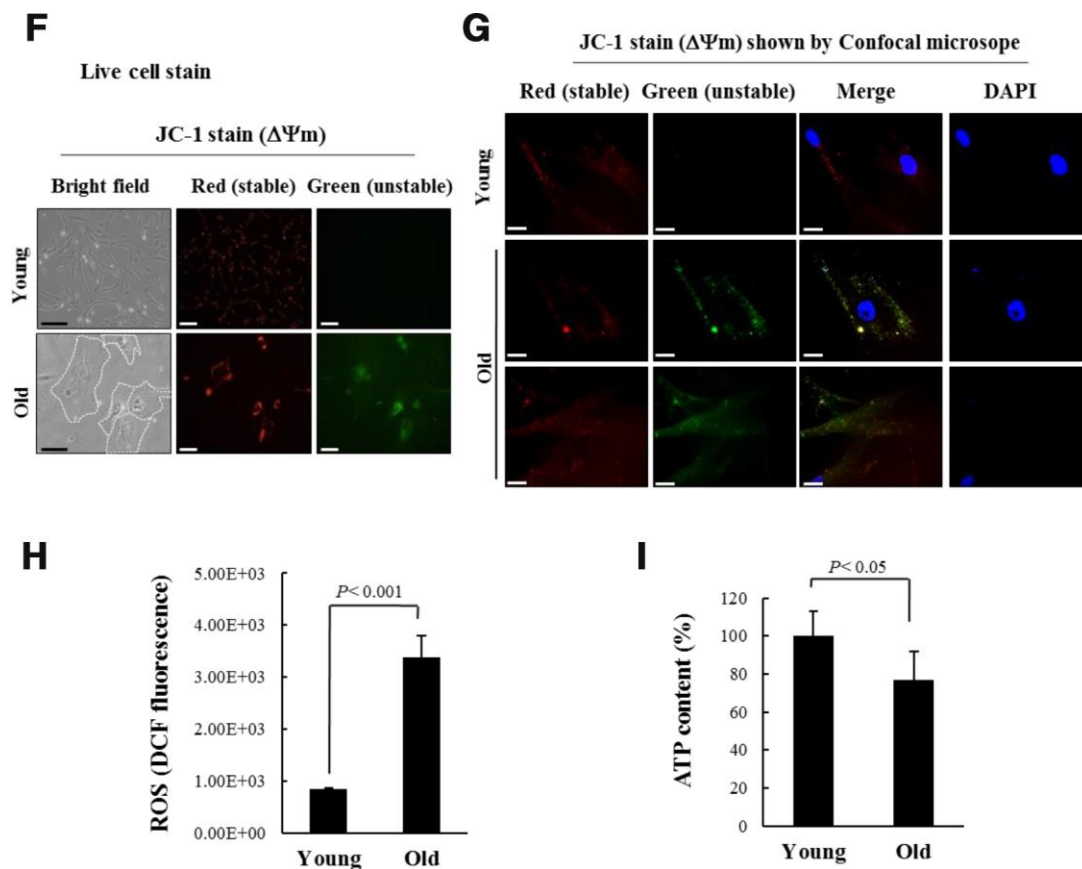 F
Live cell stain
JC-1 stain (ΔΨm)
Bright field Red (stable) Green (unstable)
Young
Old
G
JC-1 stain (ΔΨm) shown by Confocal microsope
Red (stable) Green (unstable) Merge DAPI
Young
Old
H
ROS (DCF fluorescence)
5.00E+03
4.00E+03
3.00E+03
2.00E+03
1.00E+03
0.00E+00
P< 0.001
Young Old
I
ATP content (%)
120
100
80
60
40
20
0
P< 0.05
Young Old